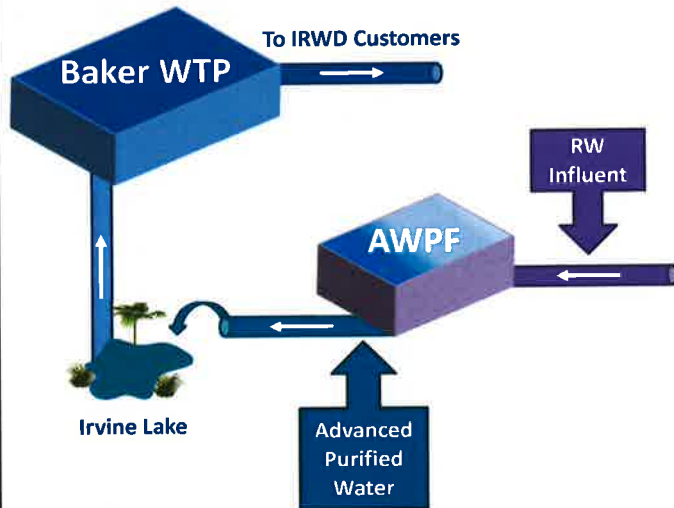 To IRWD Customers
Baker WTP
RW
Influent
AWPF
Irvine Lake
Advanced
Purified
Water